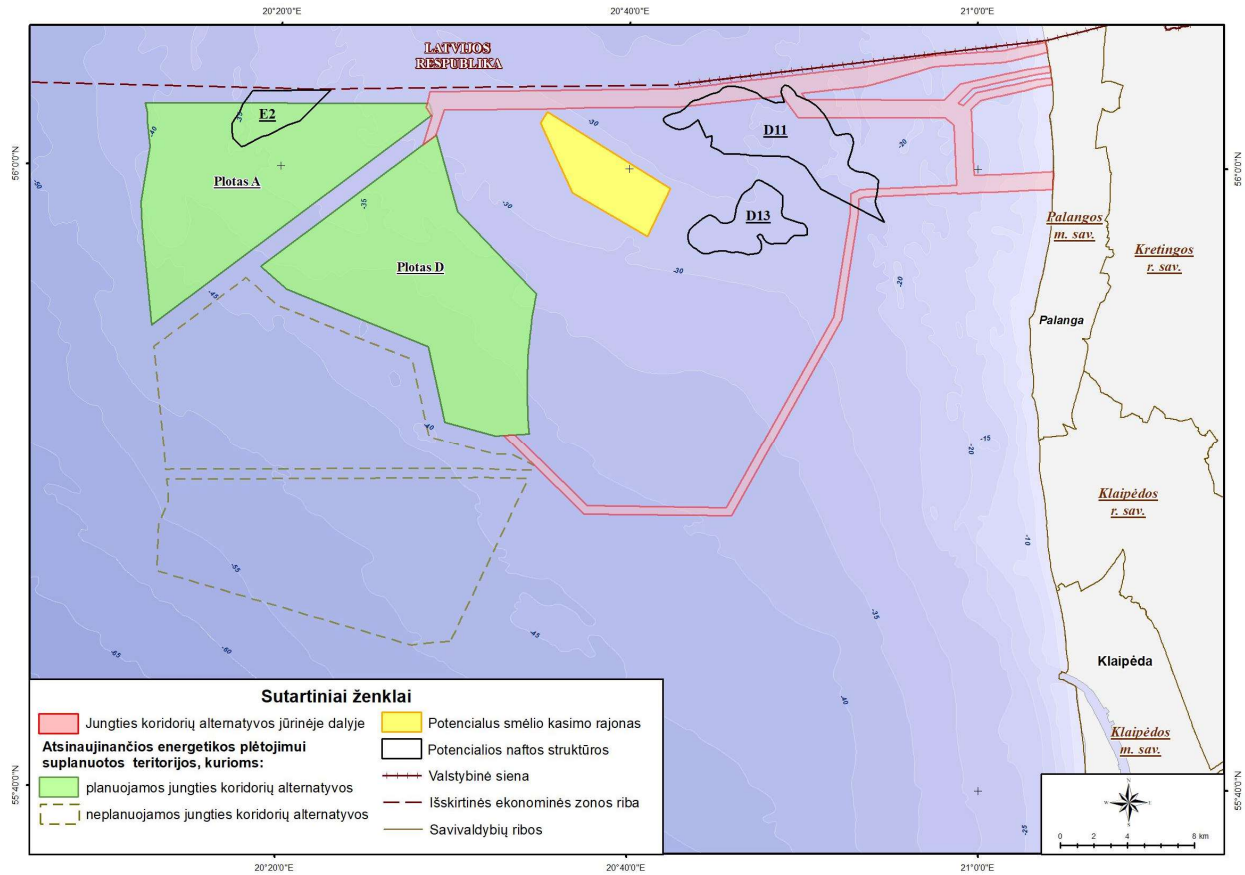 20°20'0"E
20°40'0"E
21°0'0"E
LATVIJOS
RESPUBLIKA
E2
-35
-40
-30
D11
-20
56°0'0"N
56°0'0"N
-50
Plotas A
-35
-30
D13
Palangos
m. sav.
Kretingos
r. sav.
Plotas D
-30
-20
-45
Palanga
-40
-15
-20
Klaipėdos
r. sav.
-10
-55
-35
-45
-60
-65
Klaipėda
-40
Klaipėdos
m. sav.
-25
Sutartiniai ženklai
Jungties koridorių alternatyvos jūrinėje dalyje
Atsinaujinančios energetikos plėtojimui
suplanuotos teritorijos, kurioms:
planuojamos jungties koridorių alternatyvos
neplanuojamos jungties koridorių alternatyvos
Potencialus smėlio kasimo rajonas
Potencialios naftos struktūros
Valstybinė siena
Išskirtinės ekonominės zonos riba
Savivaldybių ribos
55°40'0"N
55°40'0"N
N
W E
S
0 2 4 8 km
20°20'0"E
20°40'0"E
21°0'0"E